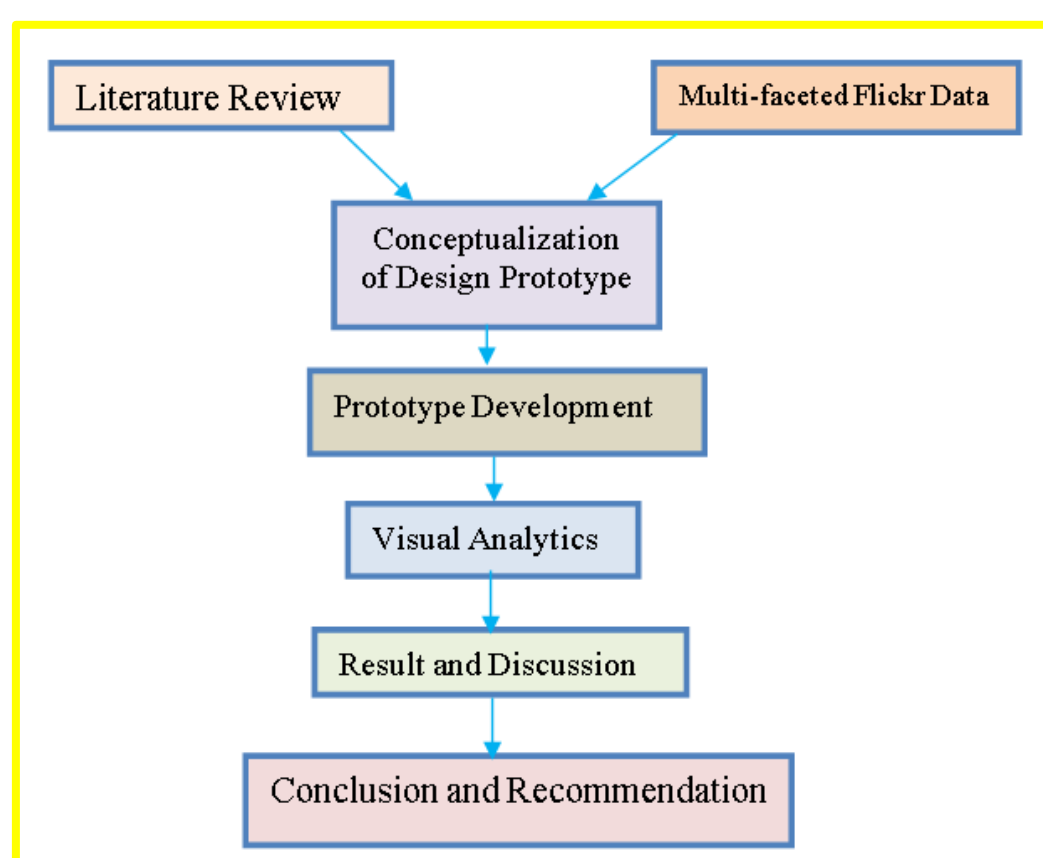 Literature Review
Multi-faceted Flickr Data
Conceptualization
of Design Prototype
Prototype Development
Visual Analytics
Result and Discussion
Conclusion and Recommendation